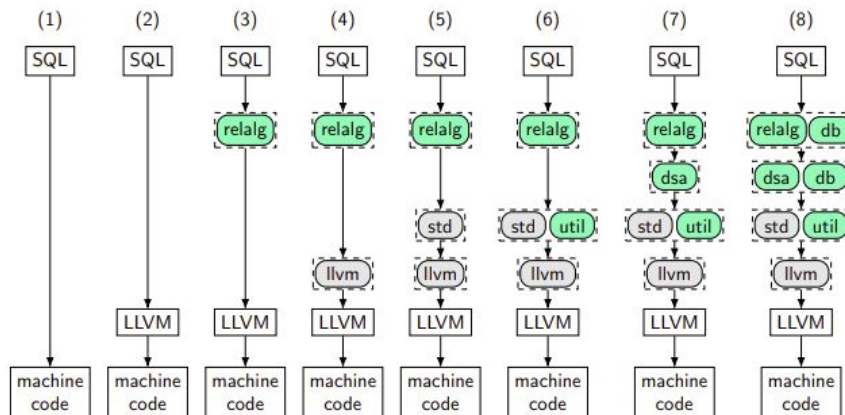 (1) (2) (3) (4) (5) (6) (7) (8)
SQL SQL SQL SQL SQL SQL SQL SQL
relalg relalg relalg relalg relalg relalg db
dsa dsa db
std std util std util std util
llvm llvm llvm llvm llvm
LLVM LLVM LLVM LLVM LLVM LLVM LLVM
machine machine machine machine machine machine machine machine
code code code code code code code code